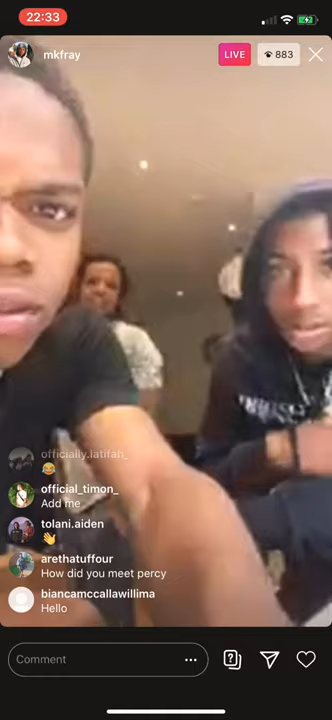 22:33
mkfray
LIVE
883
officially.latifah_
😂
official_timon_
Add me
tolani.aiden
👋
arethatuffour
How did you meet percy
biancamccallawillima
Hello
Comment